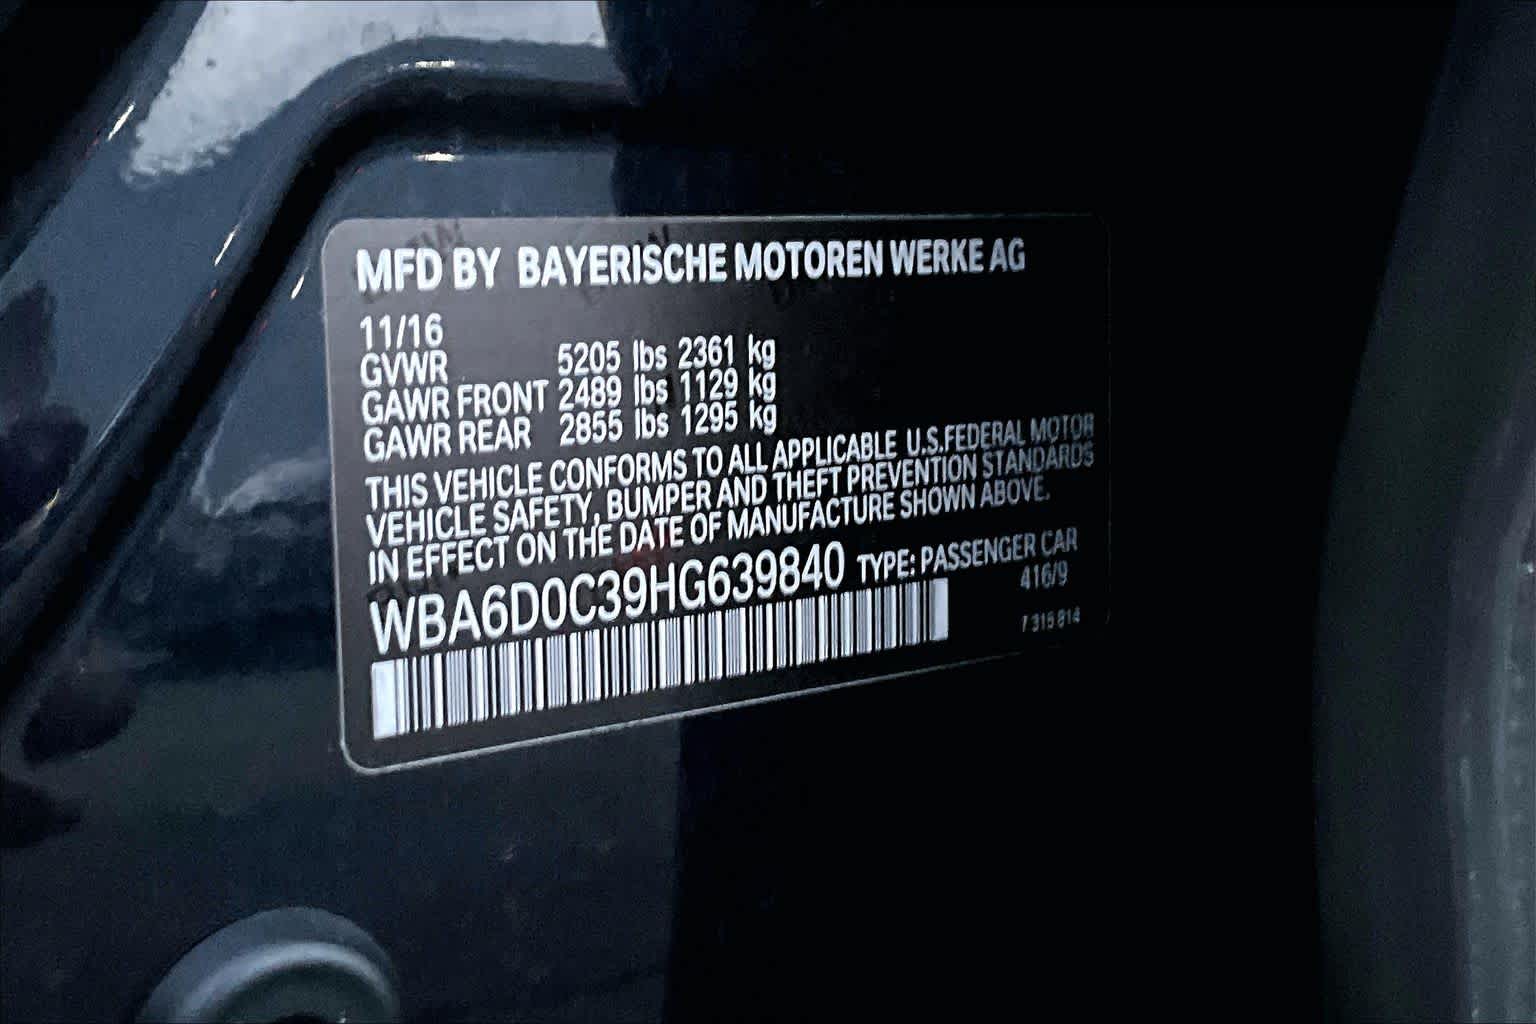 MFD BY BAYERISCHE MOTOREN WERKE AG
11/16
GVWR 5205 lbs 2361 kg
GAWR FRONT 2489 lbs 1129 kg
GAWR REAR 2855 lbs 1295 kg
THIS VEHICLE CONFORMS TO ALL APPLICABLE U.S.FEDERAL MOTOR
VEHICLE SAFETY, BUMPER AND THEFT PREVENTION STANDARDS
IN EFFECT ON THE DATE OF MANUFACTURE SHOWN ABOVE.
WBA6D0C39HG639840 TYPE: PASSENGER CAR
416/9